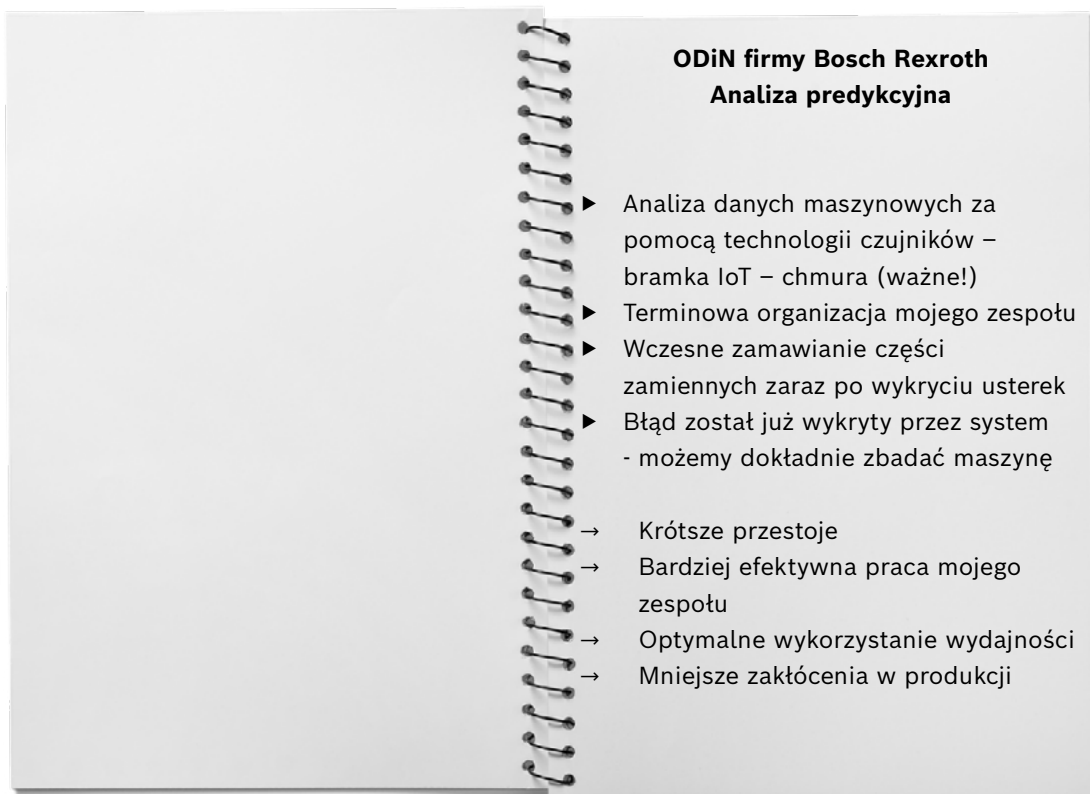 ODiN firmy Bosch Rexroth
Analiza predykcyjna
▶ Analiza danych maszynowych za
pomocą technologii czujników –
bramka IoT – chmura (ważne!)
▶ Terminowa organizacja mojego zespołu
▶ Wczesne zamawianie części
zamiennych zaraz po wykryciu usterek
▶ Błąd został już wykryty przez system
- możemy dokładnie zbadać maszynę
→ Krótsze przestoje
→ Bardziej efektywna praca mojego
zespołu
→ Optymalne wykorzystanie wydajności
→ Mniejsze zakłócenia w produkcji